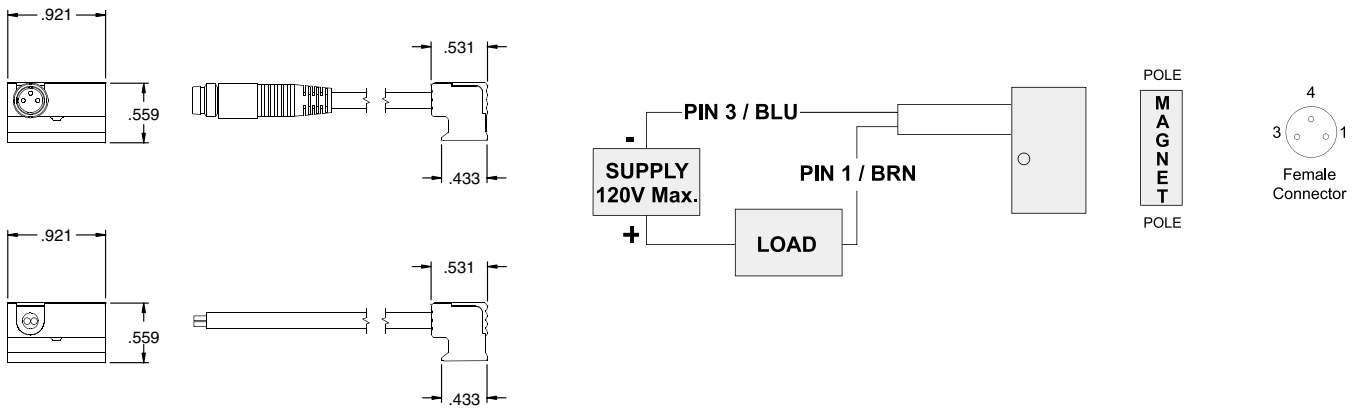 .921
.559
.531
.433
PIN 3 / BLU
-
SUPPLY
120V Max.
+
PIN 1 / BRN
LOAD
POLE
MAGNET
POLE
4
3
1
Female
Connector
.921
.559
.531
.433